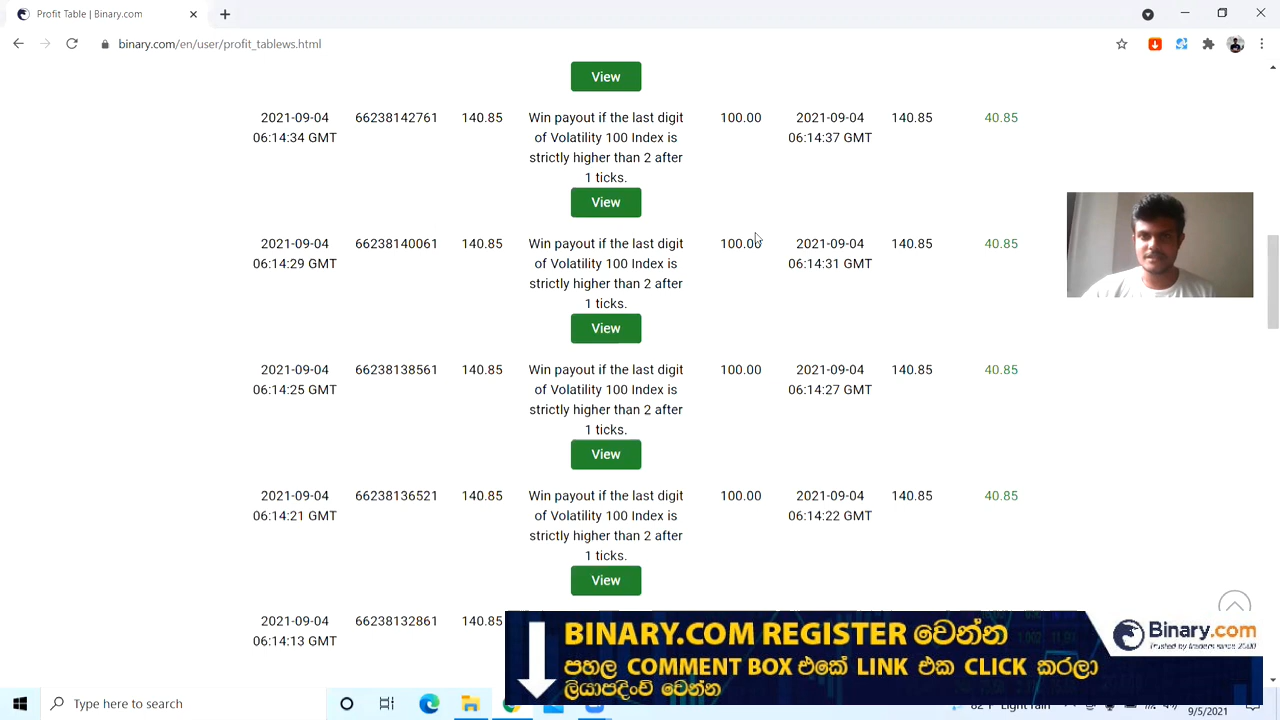 Profit Table | Binary.com
binary.com/en/user/profit_tablews.html
View
2021-09-04 66238142761 140.85 Win payout if the last digit 100.00 2021-09-04 140.85 40.85
06:14:34 GMT of Volatility 100 Index is 06:14:37 GMT
strictly higher than 2 after
1 ticks.
View
2021-09-04 66238140061 140.85 Win payout if the last digit 100.00 2021-09-04 140.85 40.85
06:14:29 GMT of Volatility 100 Index is 06:14:31 GMT
strictly higher than 2 after
1 ticks.
View
2021-09-04 66238138561 140.85 Win payout if the last digit 100.00 2021-09-04 140.85 40.85
06:14:25 GMT of Volatility 100 Index is 06:14:27 GMT
strictly higher than 2 after
1 ticks.
View
2021-09-04 66238136521 140.85 Win payout if the last digit 100.00 2021-09-04 140.85 40.85
06:14:21 GMT of Volatility 100 Index is 06:14:22 GMT
strictly higher than 2 after
1 ticks.
View
2021-09-04 66238132861 140.85
06:14:13 GMT
BINARY.COM REGISTER වෙන්න
පහල COMMENT BOX එකේ LINK එක CLICK කරලා
ලියාපදිංචි වෙන්න
Binary.com
Trusted by traders since 2000
Type here to search
82°F Light rain
9/5/2021